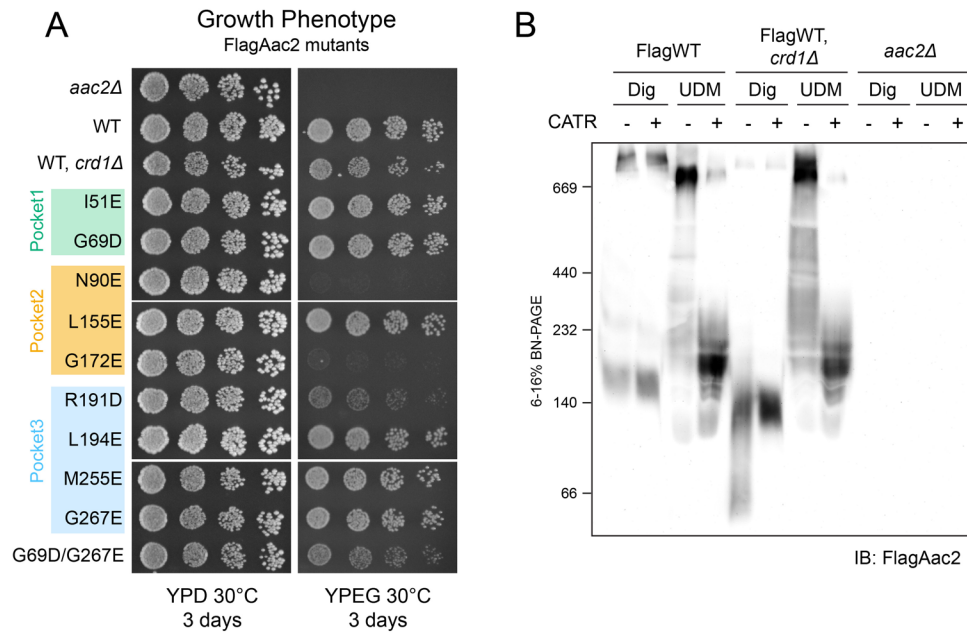 A
Growth Phenotype
FlagAac2 mutants
aac2Δ
WT
WT, crd1Δ
Pocket1
I51E
G69D
Pocket2
N90E
L155E
G172E
Pocket3
R191D
L194E
M255E
G267E
G69D/G267E
YPD 30°C
3 days
YPEG 30°C
3 days
B
FlagWT
FlagWT,
crd1Δ
aac2Δ
Dig UDM Dig UDM Dig UDM
CATR - + - + - + - + - + - +
6-16% BN-PAGE
669
440
232
140
66
IB: FlagAac2